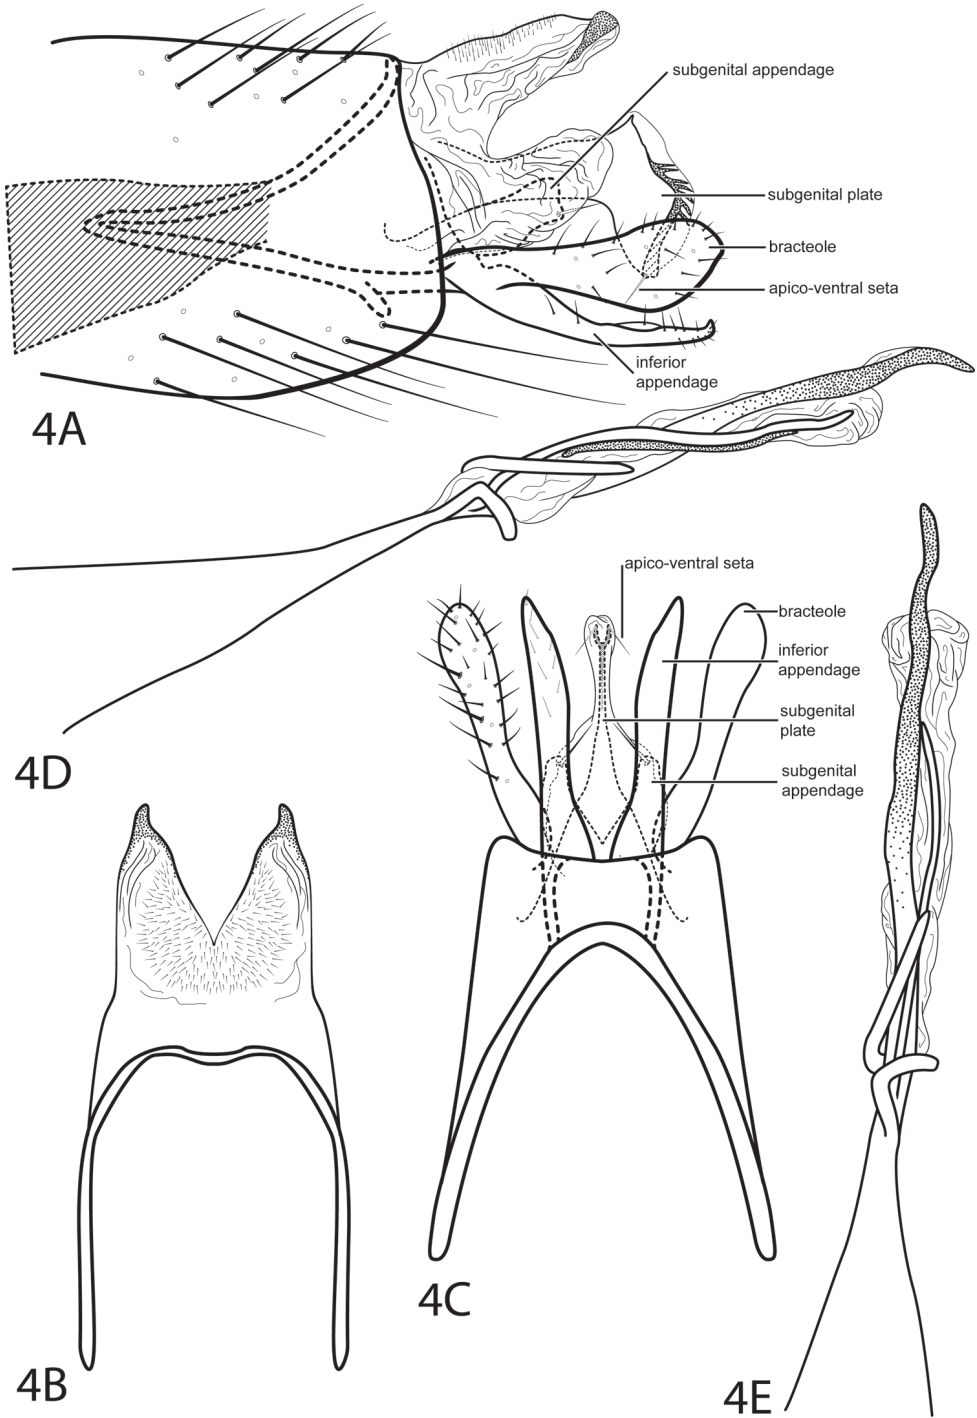 subgenital appendage
subgenital plate
bracteole
apico-ventral seta
inferior
appendage
4A
4D
apico-ventral seta
bracteole
inferior
appendage
subgenital
plate
subgenital
appendage
4C
4B
4E